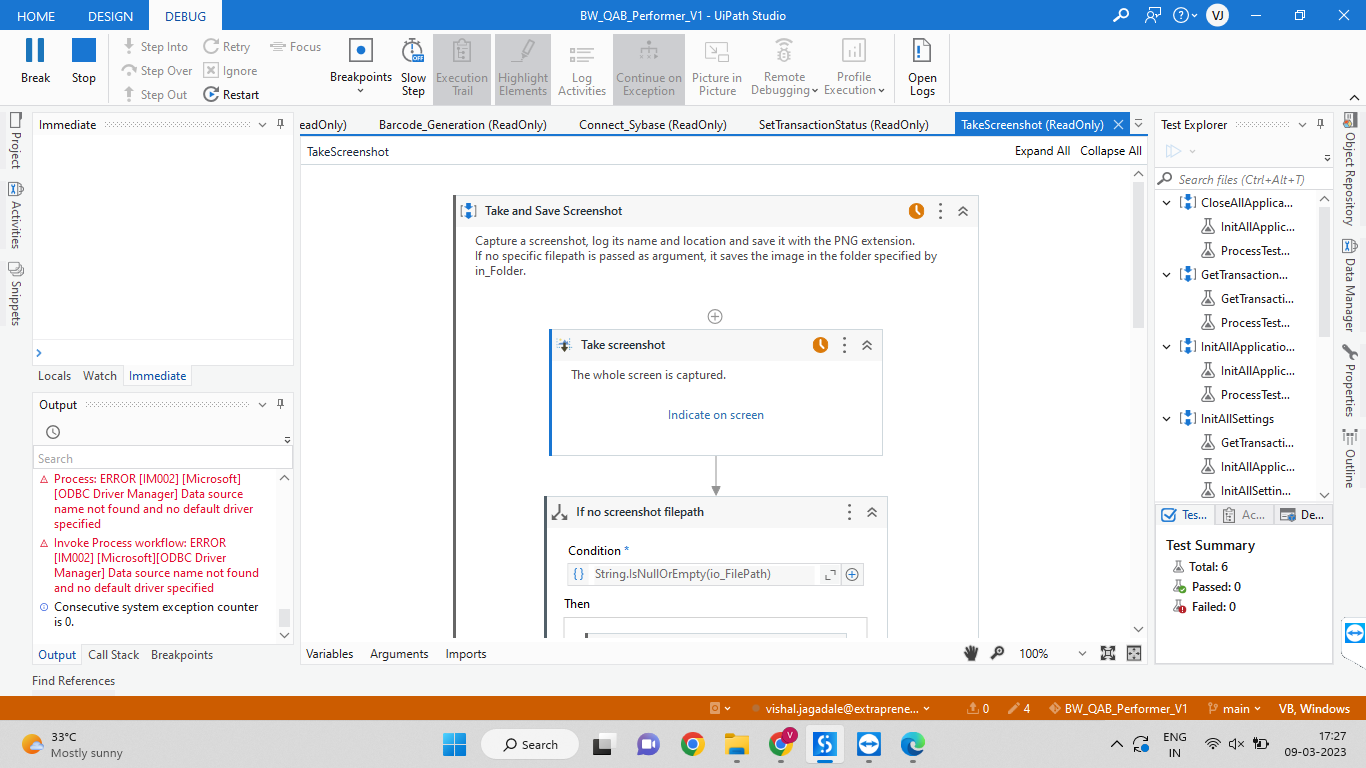 BW_QAB_Performer_V1 - UiPath Studio
HOME
DESIGN
DEBUG
VJ
Break
Stop
Step Into
Step Over
Step Out
Retry
Ignore
Restart
Focus
Breakpoints
Slow
Step
OFF
Execution
Trail
Highlight
Elements
Log
Activities
Continue on
Exception
Picture in
Picture
Remote
Debugging
Profile
Execution
Open
Logs
Project
Activities
Snippets
Immediate
Locals
Watch
Immediate
Output
Search
Process: ERROR [IM002] [Microsoft]
[ODBC Driver Manager] Data source
name not found and no default driver
specified
Invoke Process workflow: ERROR
[IM002] [Microsoft][ODBC Driver
Manager] Data source name not found
and no default driver specified
Consecutive system exception counter
is 0.
Output
Call Stack
Breakpoints
Find References
eadOnly)
Barcode_Generation (ReadOnly)
Connect_Sybase (ReadOnly)
SetTransactionStatus (ReadOnly)
TakeScreenshot (ReadOnly)
TakeScreenshot
Expand All
Collapse All
Take and Save Screenshot
Capture a screenshot, log its name and location and save it with the PNG extension.
If no specific filepath is passed as argument, it saves the image in the folder specified by
in_Folder.
Take screenshot
The whole screen is captured.
Indicate on screen
If no screenshot filepath
Condition *
String.IsNullOrEmpty(io_FilePath)
Then
Variables
Arguments
Imports
100%
Test Explorer
Search files (Ctrl+Alt+T)
CloseAllApplica...
InitAllApplic...
ProcessTest...
GetTransaction...
GetTransacti...
ProcessTest...
InitAllApplicatio...
InitAllApplic...
ProcessTest...
InitAllSettings
GetTransacti...
InitAllApplic...
InitAllSettin...
Tes...
Ac...
De...
Test Summary
Total: 6
Passed: 0
Failed: 0
Object Repository
Data Manager
Properties
Outline
vishal.jagadale@extraprene...
0
4
BW_QAB_Performer_V1
main
VB, Windows
33°C
Mostly sunny
Search
V
ENG
IN
17:27
09-03-2023